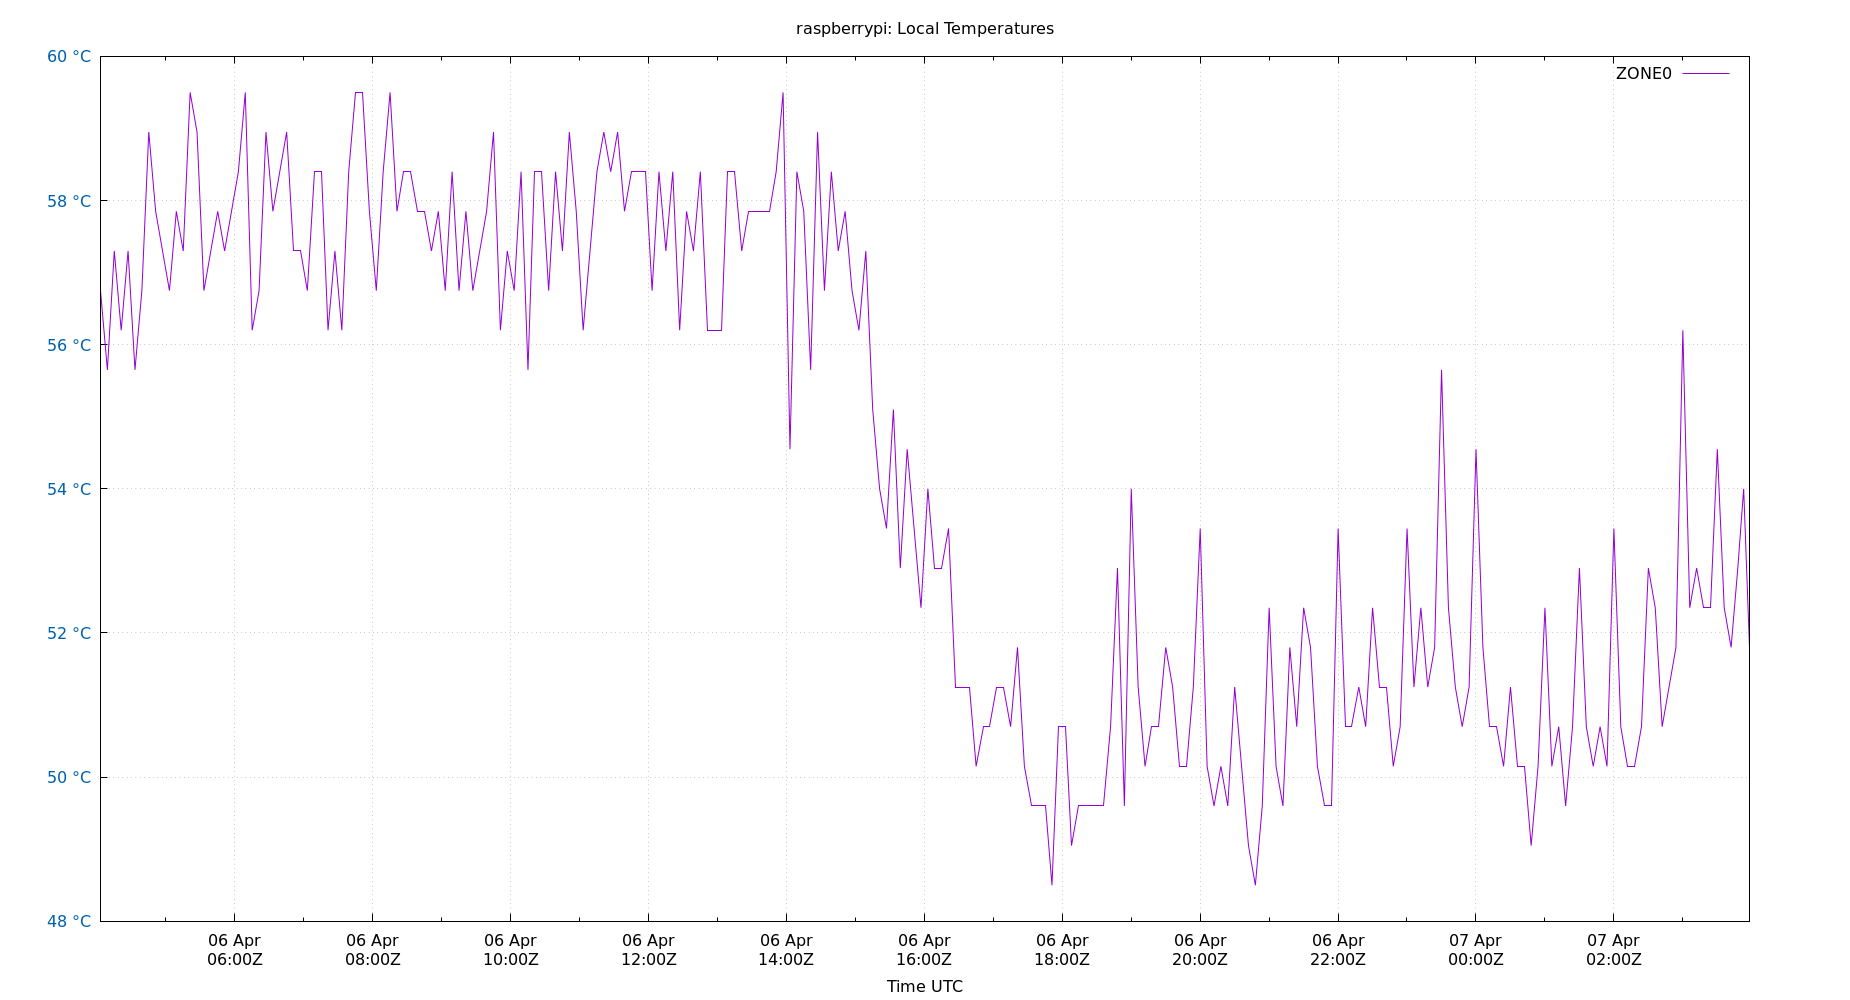 raspberrypi: Local Temperatures
60 °C
ZONE0
58 °C
56 °C
54 °C
52 °C
50 °C
48 °C
06 Apr 06 Apr 06 Apr 06 Apr 06 Apr 06 Apr 06 Apr 06 Apr 06 Apr 07 Apr 07 Apr
06:00Z 08:00Z 10:00Z 12:00Z 14:00Z 16:00Z 18:00Z 20:00Z 22:00Z 00:00Z 02:00Z
Time UTC